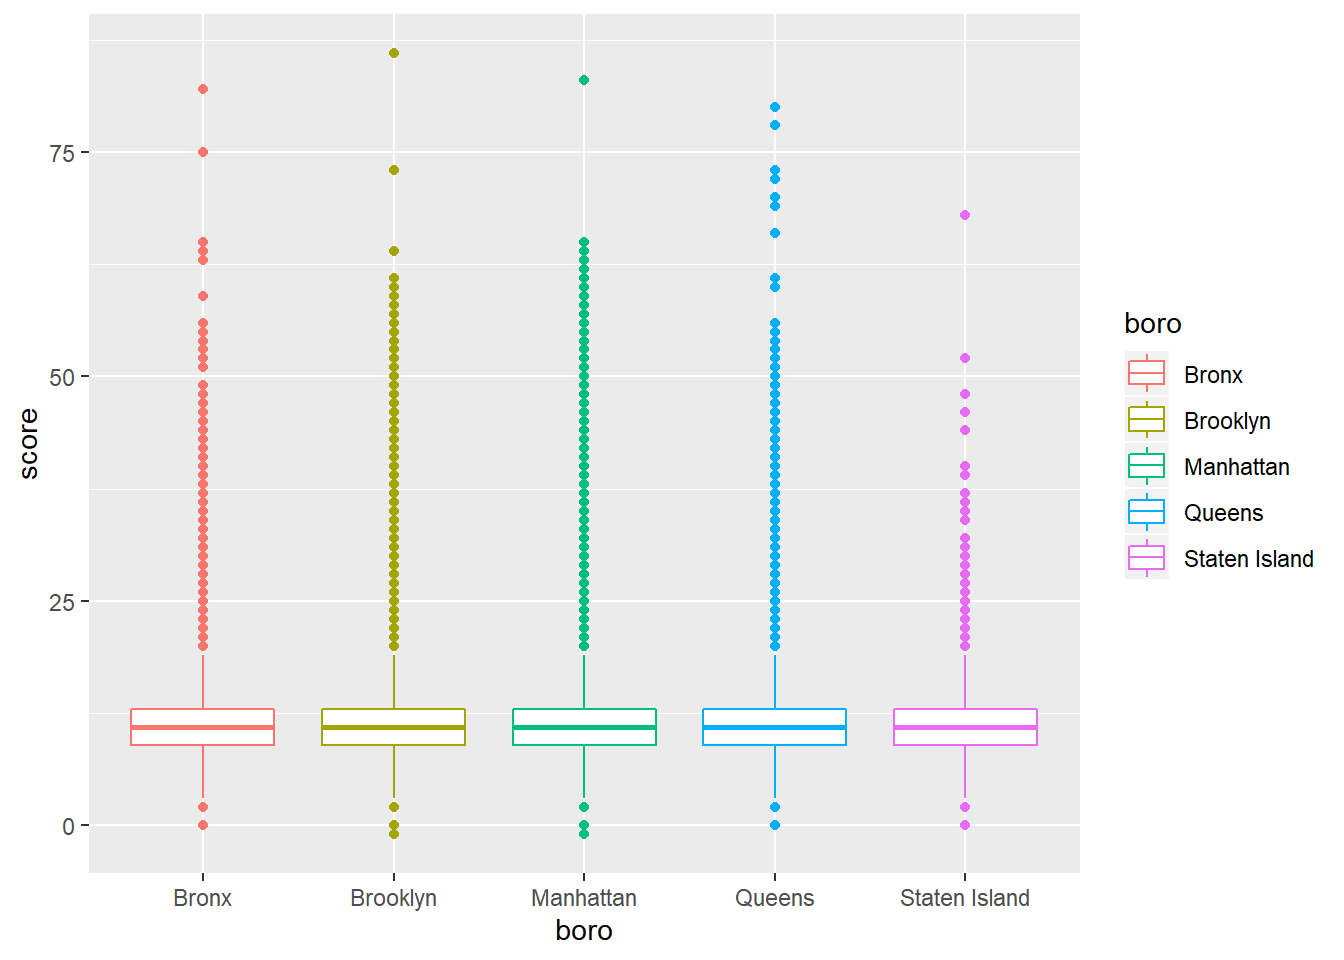 75
50
25
0
score
Bronx
Brooklyn
Manhattan
Queens
Staten Island
boro
boro
Bronx
Brooklyn
Manhattan
Queens
Staten Island